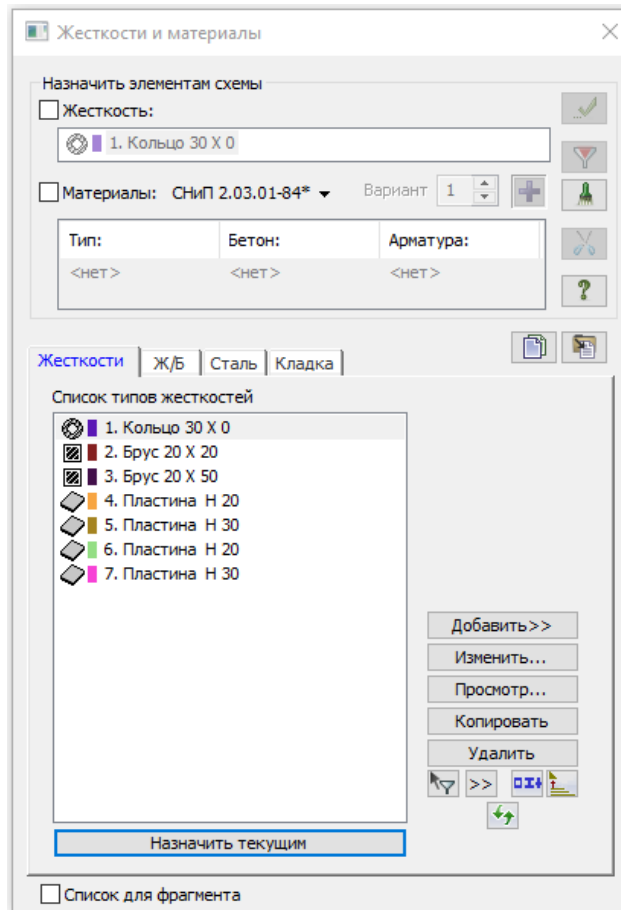 Жесткости и материалы
Назначить элементам схемы
Жесткость:
1. Кольцо 30 X 0
Материалы: СНиП 2.03.01-84* Вариант 1
Тип: Бетон: Арматура:
<нет> <нет> <нет>
Жесткости Ж/Б Сталь Кладка
Список типов жесткостей
1. Кольцо 30 X 0
2. Брус 20 X 20
3. Брус 20 X 50
4. Пластина Н 20
5. Пластина Н 30
6. Пластина Н 20
7. Пластина Н 30
Добавить>>
Изменить...
Просмотр...
Копировать
Удалить
>>
Назначить текущим
Список для фрагмента